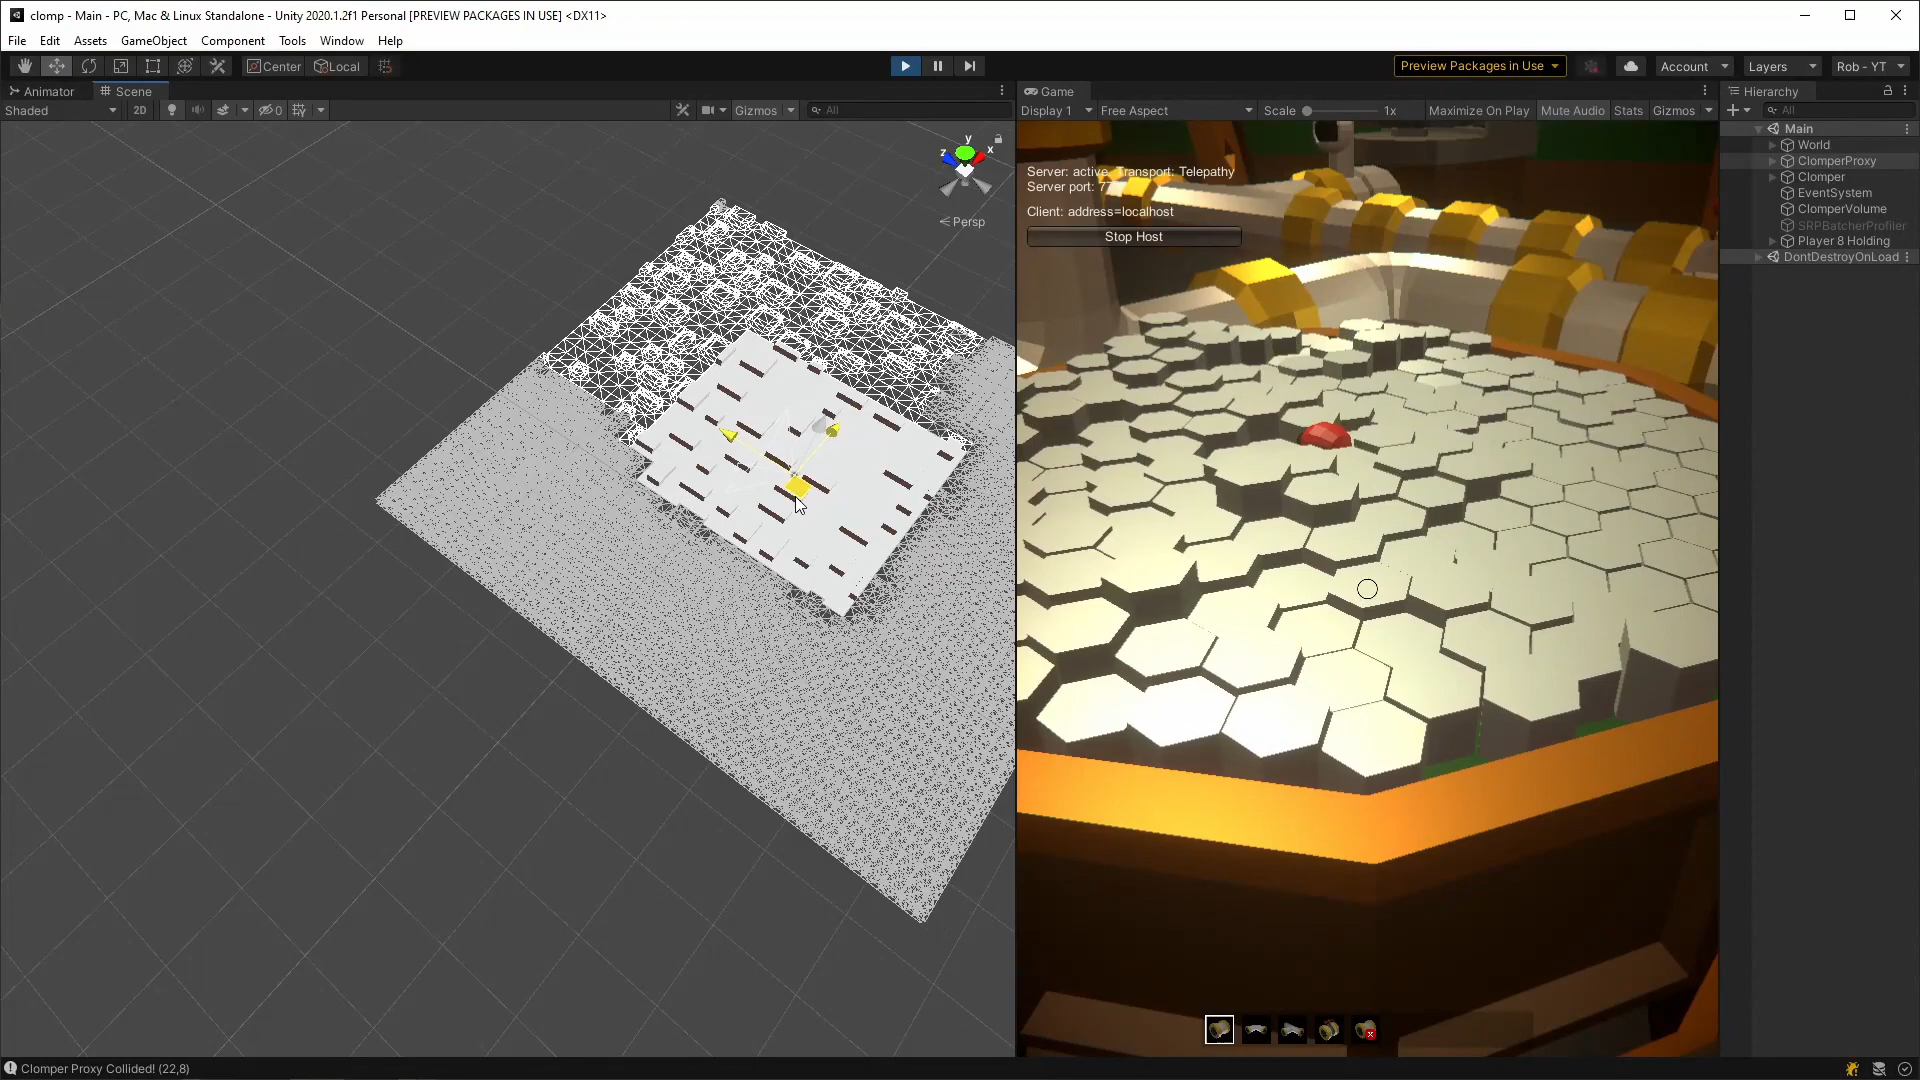 clomp - Main - PC, Mac & Linux Standalone - Unity 2020.1.2f1 Personal [PREVIEW PACKAGES IN USE] <DX11>
File Edit Assets GameObject Component Tools Window Help
Center Local Preview Packages in Use Account Layers Rob - YT
Animator Scene Game Hierarchy
Shaded 2D 0 Gizmos All Display 1 Free Aspect Scale 1x Maximize On Play Mute Audio Stats Gizmos All
y
z x
Persp
Server: active. Transport: Telepathy
Server port: 77
Client: address=localhost
Stop Host
Main
World
ClomperProxy
Clomper
EventSystem
ClomperVolume
SRPBatcherProfiler
Player 8 Holding
DontDestroyOnLoad
Clomper Proxy Collided! (22,8)